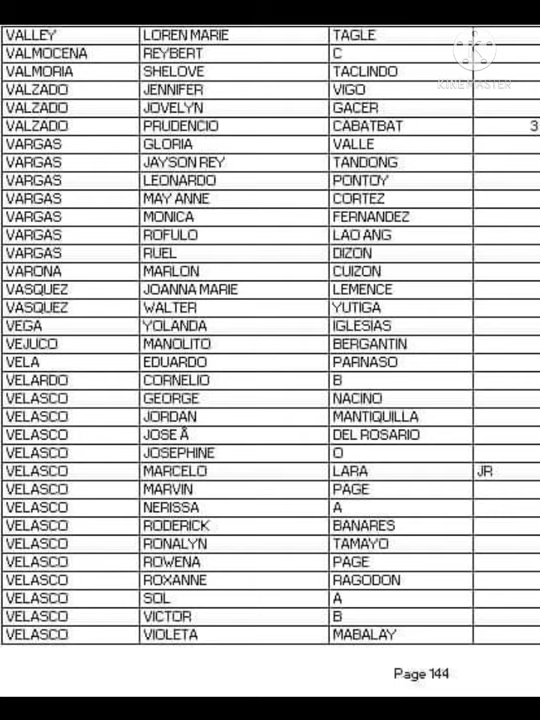 VALLEY LOREN MARIE TAGLE
VALMOCENA REYBERT C
VALMORIA SHELOVE TACLINDO
VALZADO JENNIFER VIGO
VALZADO JOVELYN GACER
VALZADO PRUDENCIO CABATBAT 3
VARGAS GLORIA VALLE
VARGAS JAYSON REY TANDONG
VARGAS LEONARDO PONTOY
VARGAS MAY ANNE CORTEZ
VARGAS MONICA FERNANDEZ
VARGAS ROFULO LAO ANG
VARGAS RUEL DIZON
VARONA MARLON CUIZON
VASQUEZ JOANNA MARIE LEMENCE
VASQUEZ WALTER YUTIGA
VEGA YOLANDA IGLESIAS
VEJUCO MANOLITO BERGANTIN
VELA EDUARDO PARNASO
VELARDO CORNELIO B
VELASCO GEORGE NACINO
VELASCO JORDAN MANTIQUILLA
VELASCO JOSE Â DEL ROSARIO
VELASCO JOSEPHINE O
VELASCO MARCELO LARA JR
VELASCO MARVIN PAGE
VELASCO NERISSA A
VELASCO RODERICK BANARES
VELASCO RONALYN TAMAYO
VELASCO ROWENA PAGE
VELASCO ROXANNE RAGODON
VELASCO SOL A
VELASCO VICTOR B
VELASCO VIOLETA MABALAY
Page 144
KINEMASTER